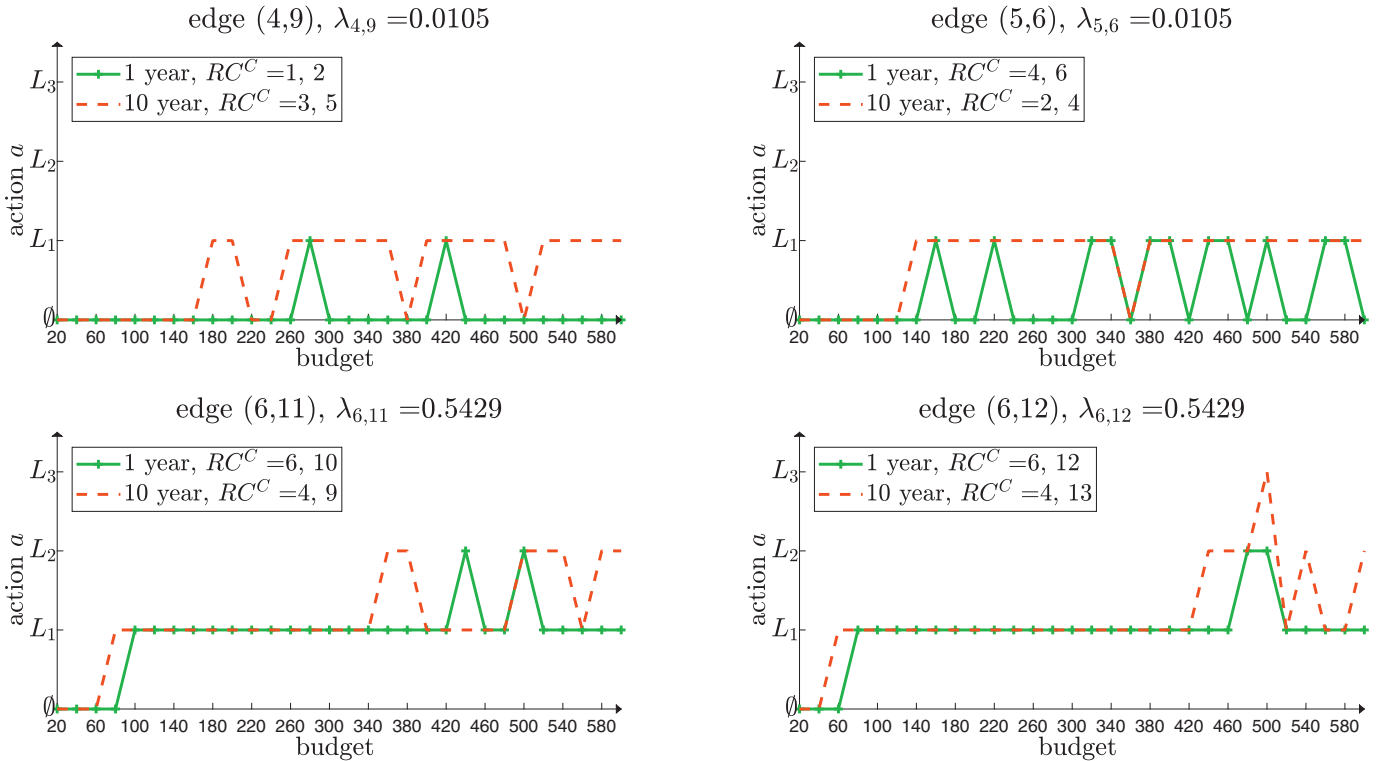 edge (4,9), λ4,9 =0.0105
1 year, RC^C =1, 2
10 year, RC^C =3, 5
L3
L2
L1
∅
action a
20 60 100 140 180 220 260 300 340 380 420 460 500 540 580
budget
edge (5,6), λ5,6 =0.0105
1 year, RC^C =4, 6
10 year, RC^C =2, 4
L3
L2
L1
∅
action a
20 60 100 140 180 220 260 300 340 380 420 460 500 540 580
budget
edge (6,11), λ6,11 =0.5429
1 year, RC^C =6, 10
10 year, RC^C =4, 9
L3
L2
L1
∅
action a
20 60 100 140 180 220 260 300 340 380 420 460 500 540 580
budget
edge (6,12), λ6,12 =0.5429
1 year, RC^C =6, 12
10 year, RC^C =4, 13
L3
L2
L1
∅
action a
20 60 100 140 180 220 260 300 340 380 420 460 500 540 580
budget